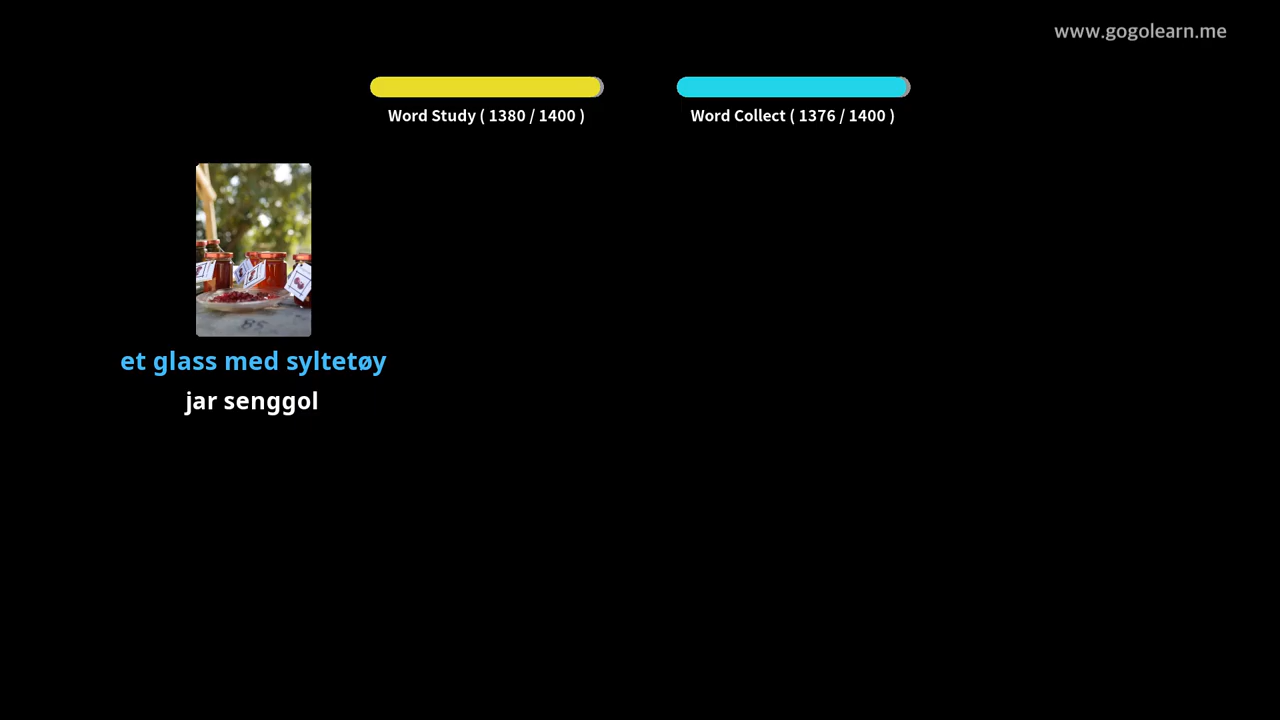 www.gogolearn.me
Word Study ( 1380 / 1400 )
Word Collect ( 1376 / 1400 )
et glass med syltetøy
jar senggol